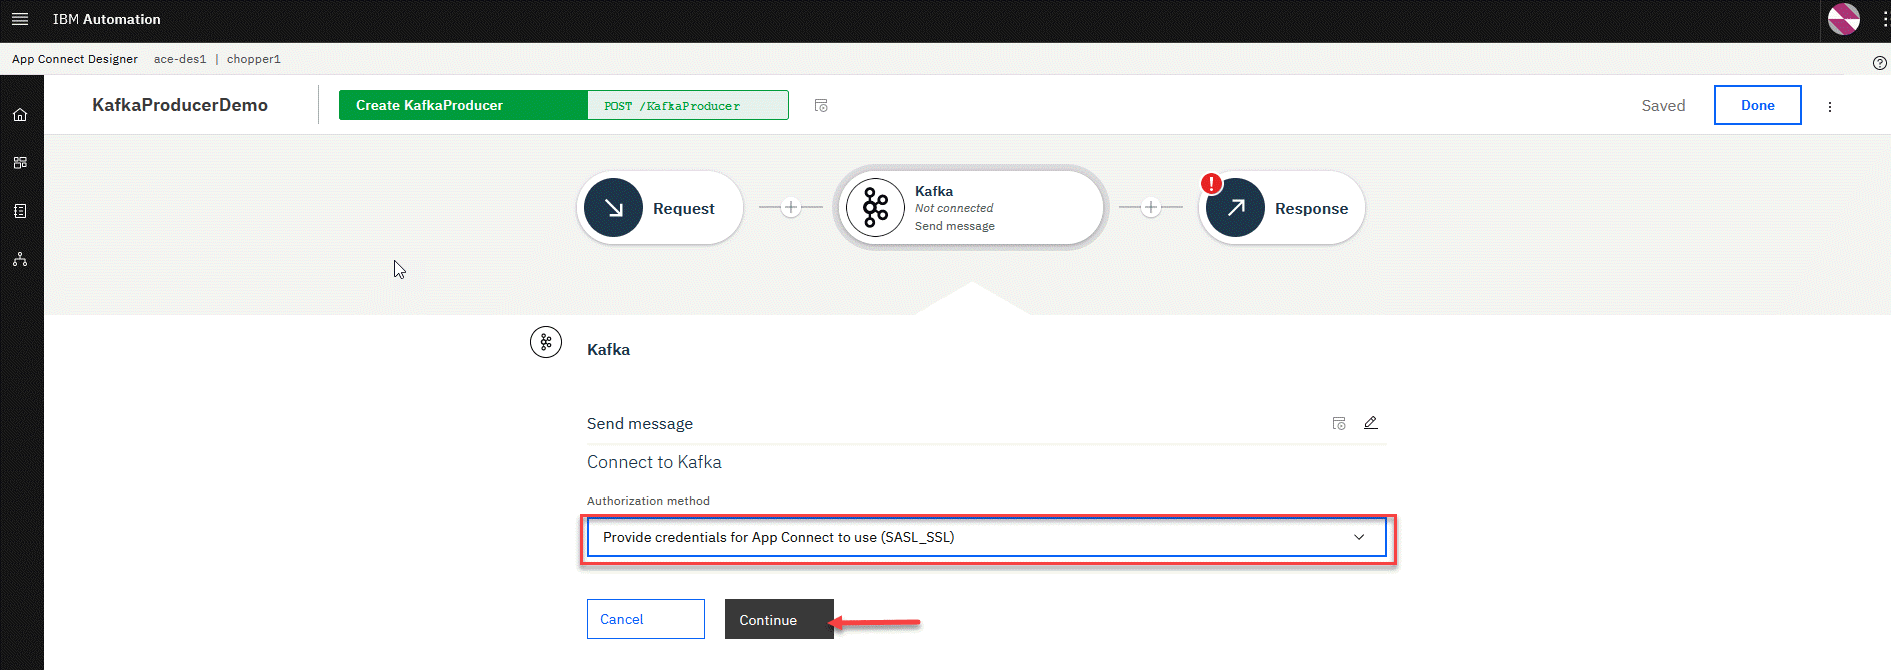 IBM Automation
App Connect Designer ace-des1 | chopper1
KafkaProducerDemo
Create KafkaProducer
POST /KafkaProducer
Saved
Done
Request
Kafka
Not connected
Send message
!
Response
Kafka
Send message
Connect to Kafka
Authorization method
Provide credentials for App Connect to use (SASL_SSL)
Cancel
Continue